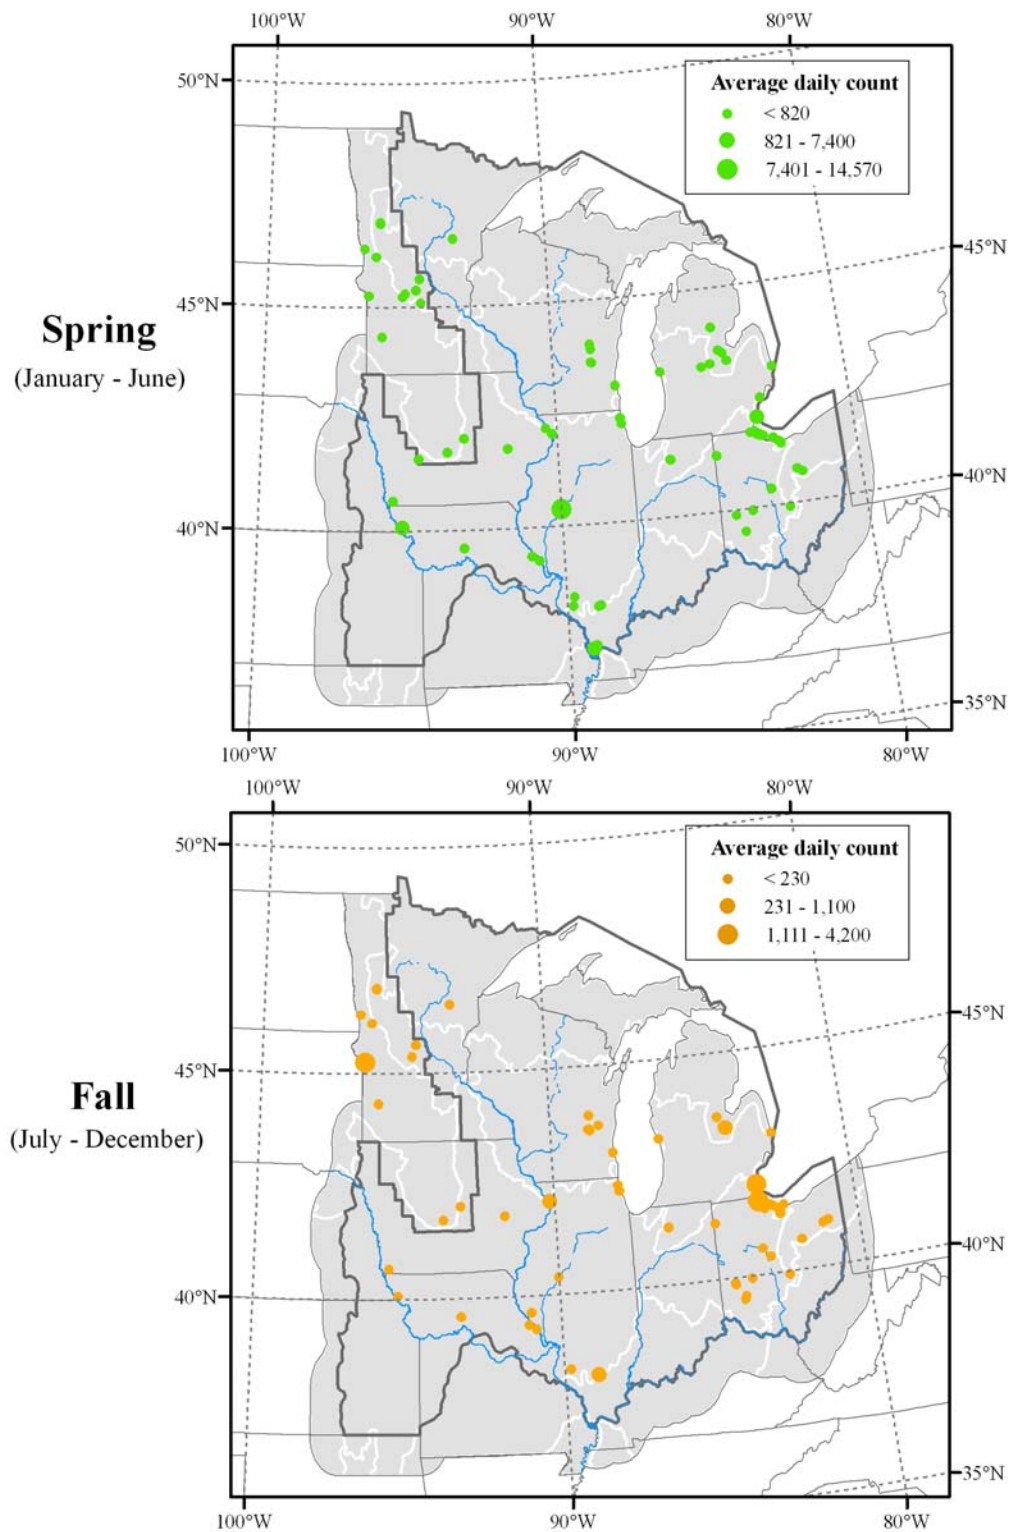 100°W 90°W 80°W
Average daily count
< 820
821 - 7,400
7,401 - 14,570
50°N
45°N
45°N
Spring
(January - June)
40°N
40°N
35°N
100°W 90°W 80°W
100°W 90°W 80°W
Average daily count
< 230
231 - 1,100
1,111 - 4,200
50°N
45°N
45°N
Fall
(July - December)
40°N
40°N
35°N
100°W 90°W 80°W